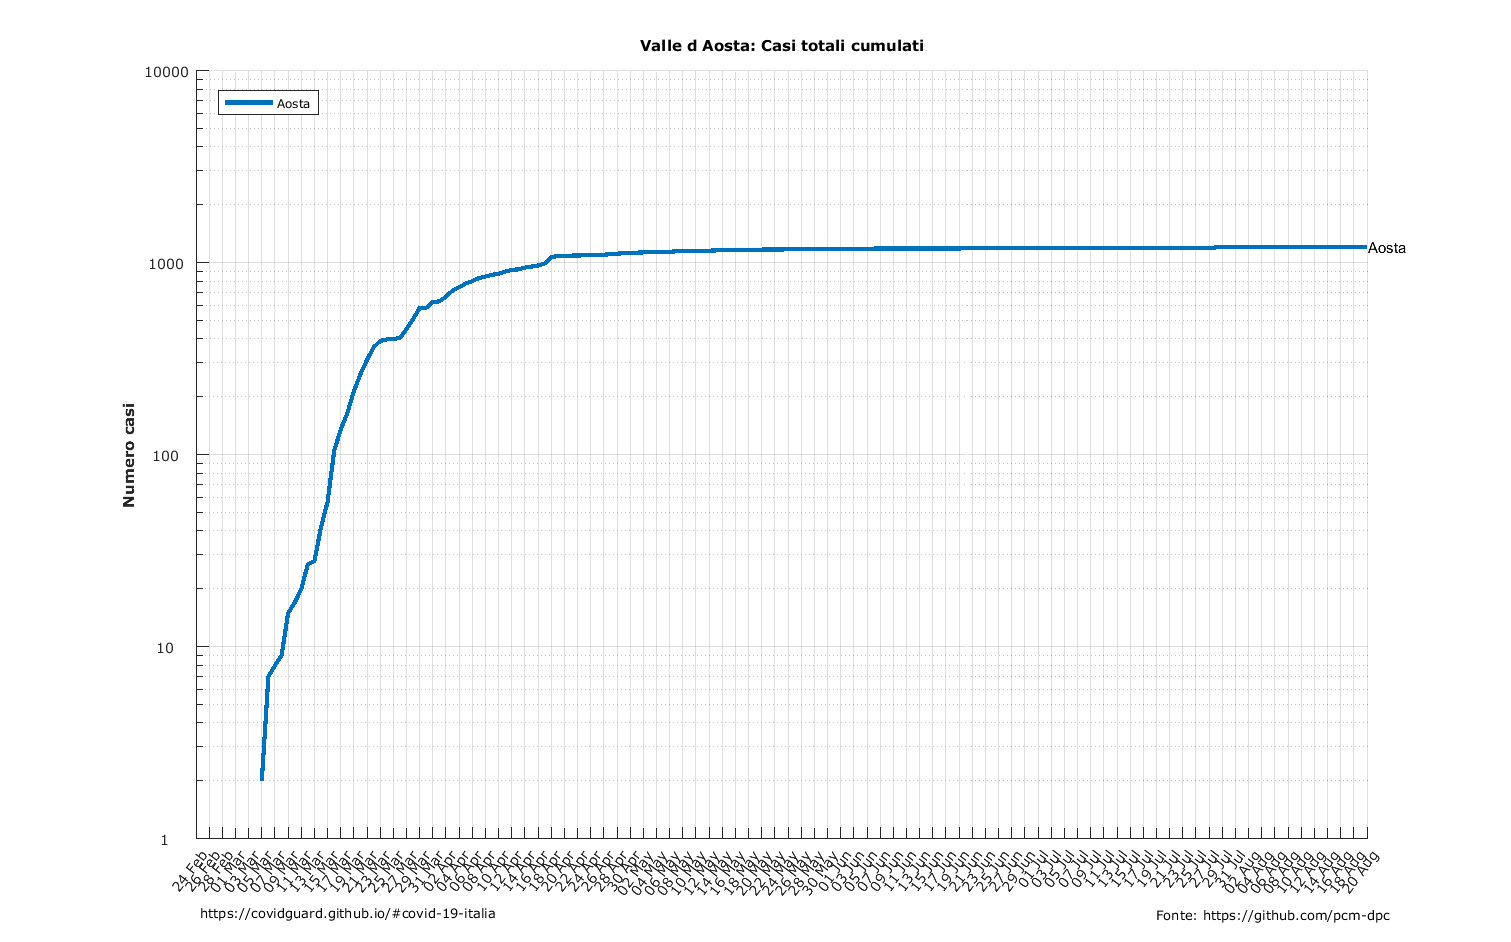 Valle d Aosta: Casi totali cumulati
10000
1000
100
10
1
Numero casi
Aosta
Aosta
24 Feb
26 Feb
28 Feb
01 Mar
03 Mar
05 Mar
07 Mar
09 Mar
11 Mar
13 Mar
15 Mar
17 Mar
19 Mar
21 Mar
23 Mar
25 Mar
27 Mar
29 Mar
31 Mar
02 Apr
04 Apr
06 Apr
08 Apr
10 Apr
12 Apr
14 Apr
16 Apr
18 Apr
20 Apr
22 Apr
24 Apr
26 Apr
28 Apr
30 Apr
02 May
04 May
06 May
08 May
10 May
12 May
14 May
16 May
18 May
20 May
22 May
24 May
26 May
28 May
30 May
01 Jun
03 Jun
05 Jun
07 Jun
09 Jun
11 Jun
13 Jun
15 Jun
17 Jun
19 Jun
21 Jun
23 Jun
25 Jun
27 Jun
29 Jun
01 Jul
03 Jul
05 Jul
07 Jul
09 Jul
11 Jul
13 Jul
15 Jul
17 Jul
19 Jul
21 Jul
23 Jul
25 Jul
27 Jul
29 Jul
31 Jul
02 Aug
04 Aug
06 Aug
08 Aug
10 Aug
12 Aug
14 Aug
16 Aug
18 Aug
20 Aug
https://covidguard.github.io/#covid-19-italia
Fonte: https://github.com/pcm-dpc